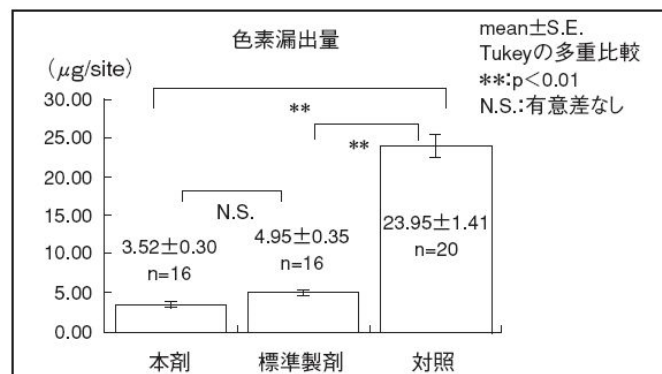 色素漏出量
mean±S.E.
Tukeyの多重比較
**:p<0.01
N.S.:有意差なし
(μg/site)
30.00
25.00
20.00
15.00
10.00
5.00
0.00
**
**
N.S.
3.52±0.30
n=16
4.95±0.35
n=16
23.95±1.41
n=20
本剤
標準製剤
対照